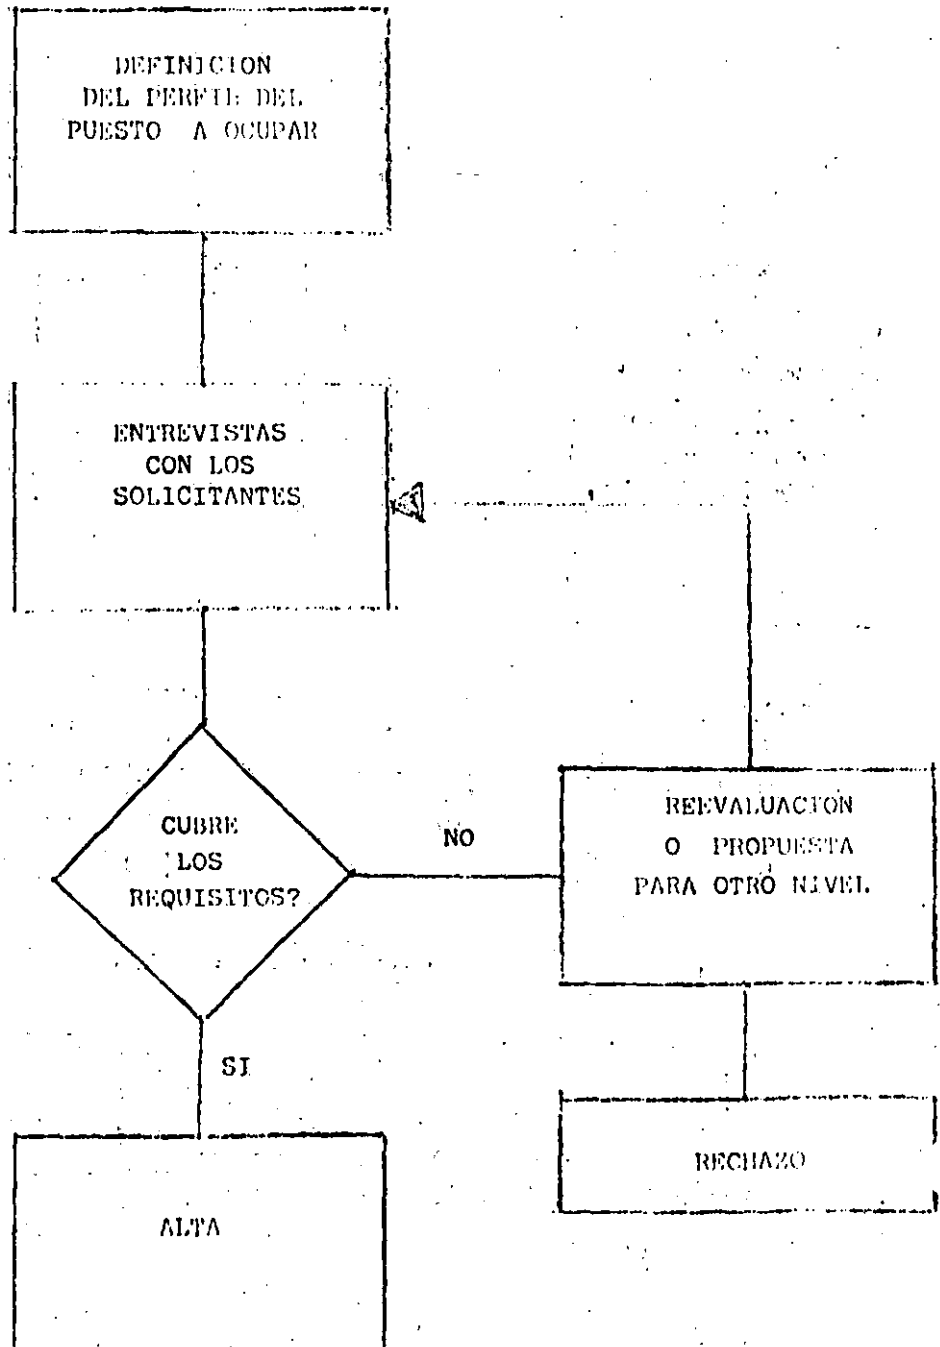 DEFINICION
DEL PERFIL DEL
PUESTO A OCUPAR
ENTREVISTAS
CON LOS
SOLICITANTES
CUBRE
LOS
REQUISITOS?
NO
REEVALUACION
O PROPUESTA
PARA OTRO NIVEL
SI
RECHAZO
ALTA